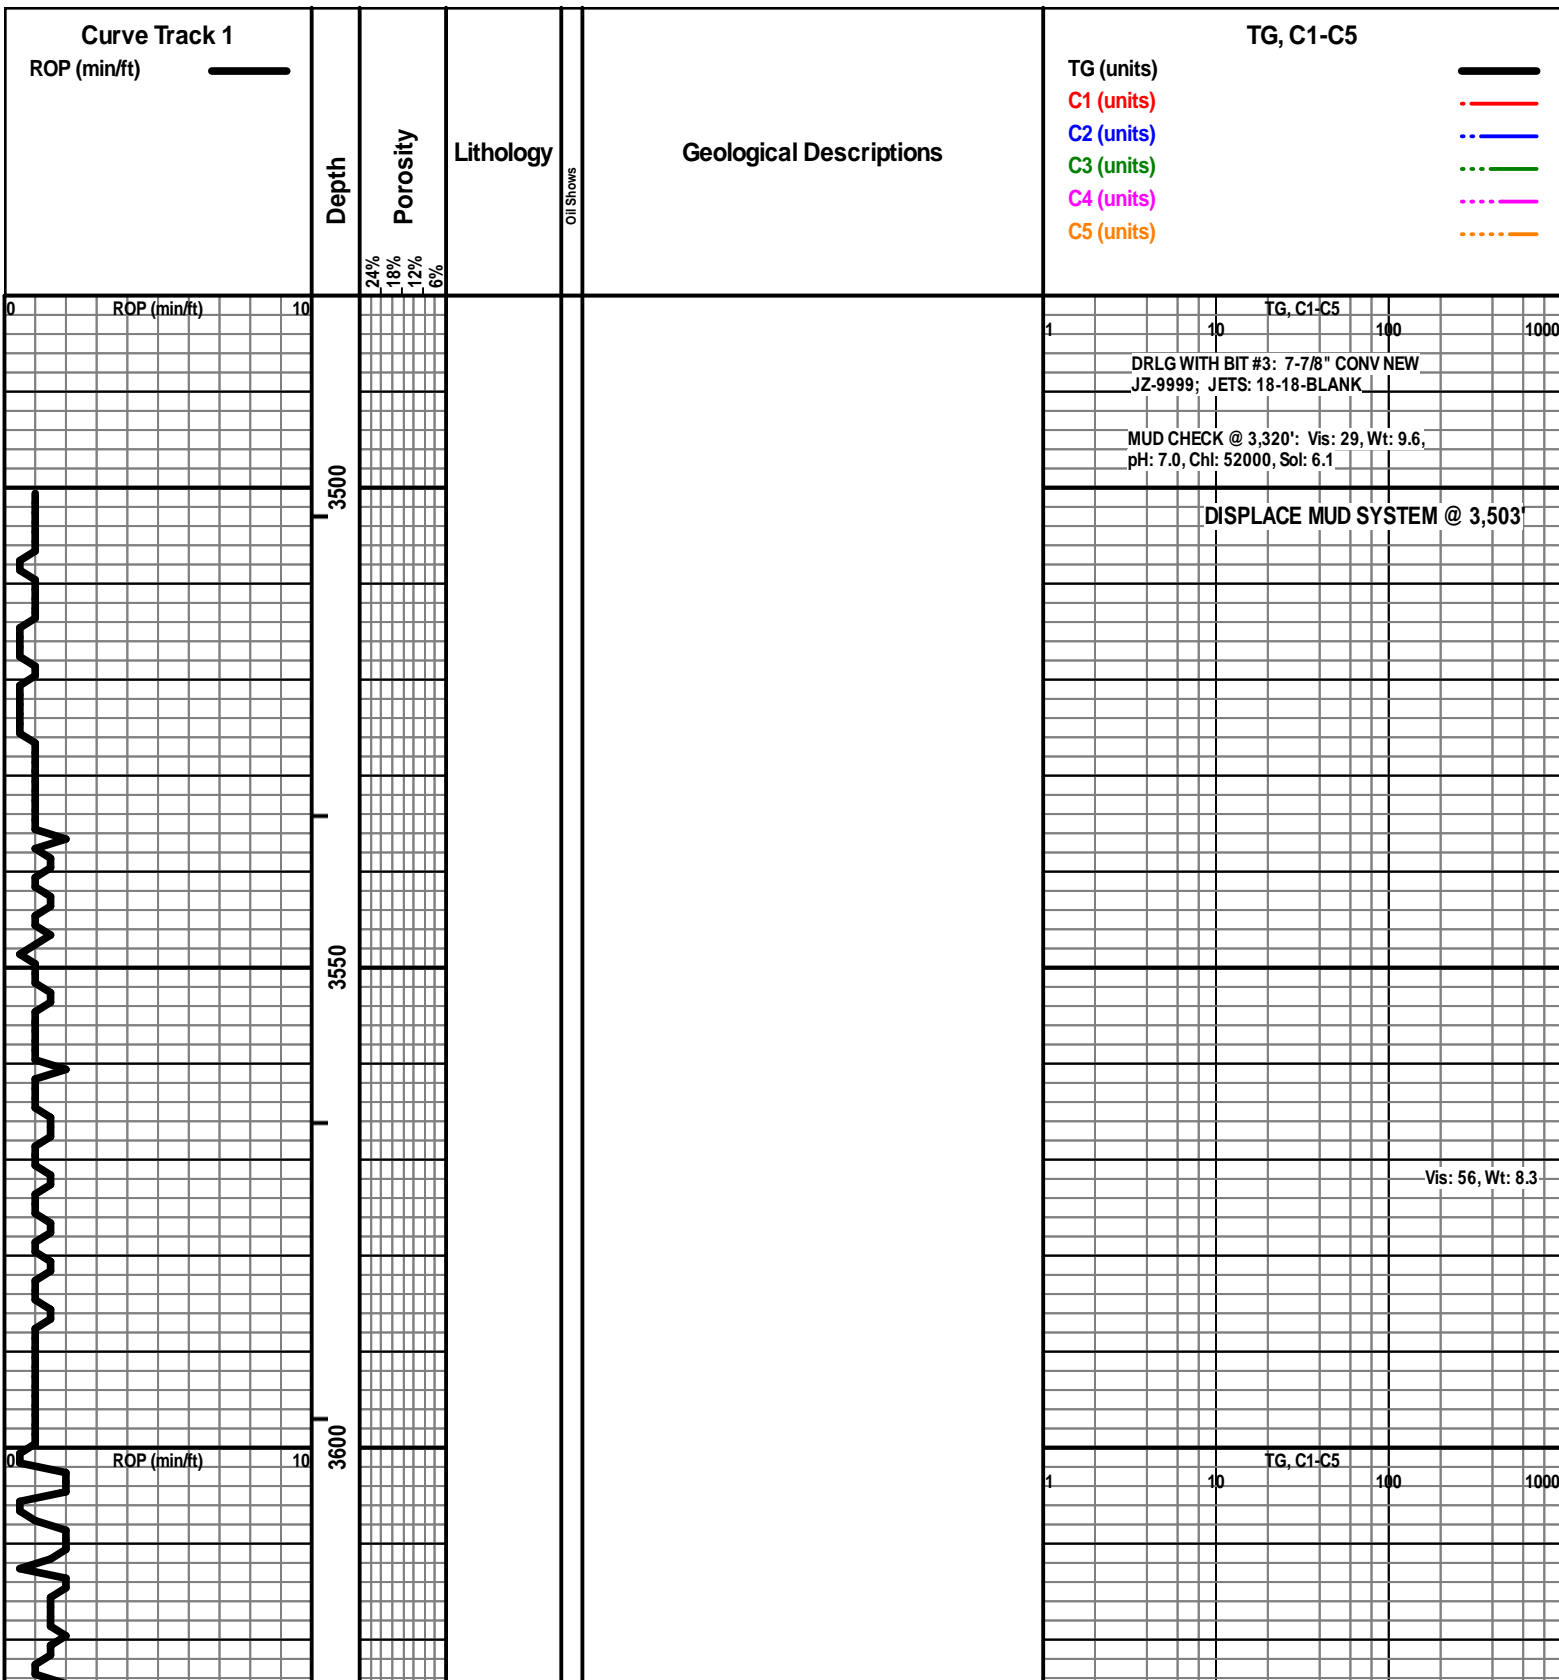 Curve Track 1
ROP (min/ft)
Depth
Porosity
24%
18%
12%
6%
Lithology
Oil Shows
Geological Descriptions
TG, C1-C5
TG (units)
C1 (units)
C2 (units)
C3 (units)
C4 (units)
C5 (units)
0 ROP (min/ft) 10
TG, C1-C5
1 10 100 1000
DRLG WITH BIT #3: 7-7/8" CONV NEW
JZ-9999; JETS: 18-18-BLANK
MUD CHECK @ 3,320': Vis: 29, Wt: 9.6,
pH: 7.0, Chl: 52000, Sol: 6.1
3500
DISPLACE MUD SYSTEM @ 3,503'
3550
Vis: 56, Wt: 8.3
3600
0 ROP (min/ft) 10
TG, C1-C5
1 10 100 1000